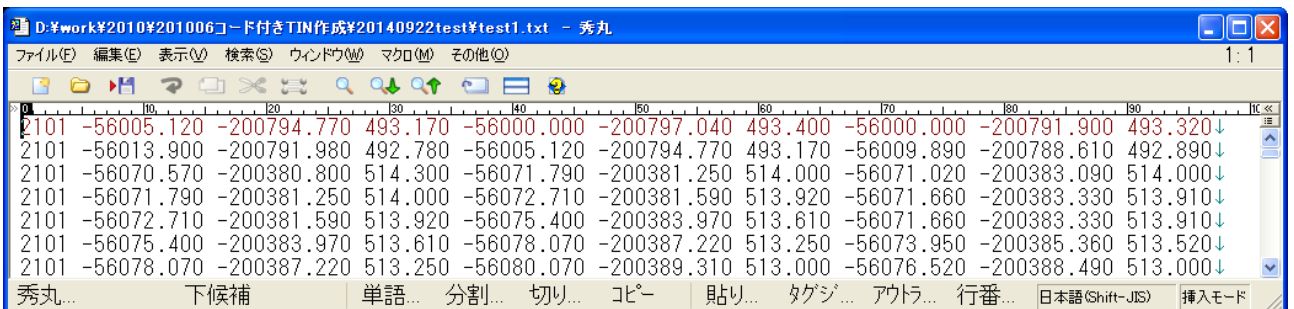 D:¥work¥2010¥201006コード付きTIN作成¥20140922test¥test1.txt - 秀丸
ファイル(F) 編集(E) 表示(V) 検索(S) ウィンドウ(W) マクロ(M) その他(O) 1: 1
0 10 20 30 40 50 60 70 80 90
2101 -56005.120 -200794.770 493.170 -56000.000 -200797.040 493.400 -56000.000 -200791.900 493.320↓
2101 -56013.900 -200791.980 492.780 -56005.120 -200794.770 493.170 -56009.890 -200788.610 492.890↓
2101 -56070.570 -200380.800 514.300 -56071.790 -200381.250 514.000 -56071.020 -200383.090 514.000↓
2101 -56071.790 -200381.250 514.000 -56072.710 -200381.590 513.920 -56071.660 -200383.330 513.910↓
2101 -56072.710 -200381.590 513.920 -56075.400 -200383.970 513.610 -56071.660 -200383.330 513.910↓
2101 -56075.400 -200383.970 513.610 -56078.070 -200387.220 513.250 -56073.950 -200385.360 513.520↓
2101 -56078.070 -200387.220 513.250 -56080.070 -200389.310 513.000 -56076.520 -200388.490 513.000↓
秀丸... 下候補 単語... 分割... 切り... コピー 貼り... タグジ... アウトラ... 行番... 日本語(Shift-JIS) 挿入モード